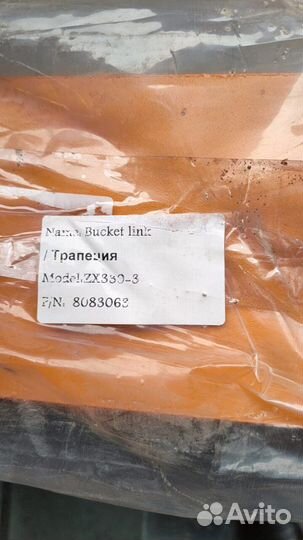 Name: Bucket link
/ Трапеция
Model:ZX330-3
P/N: 8083063
Avito